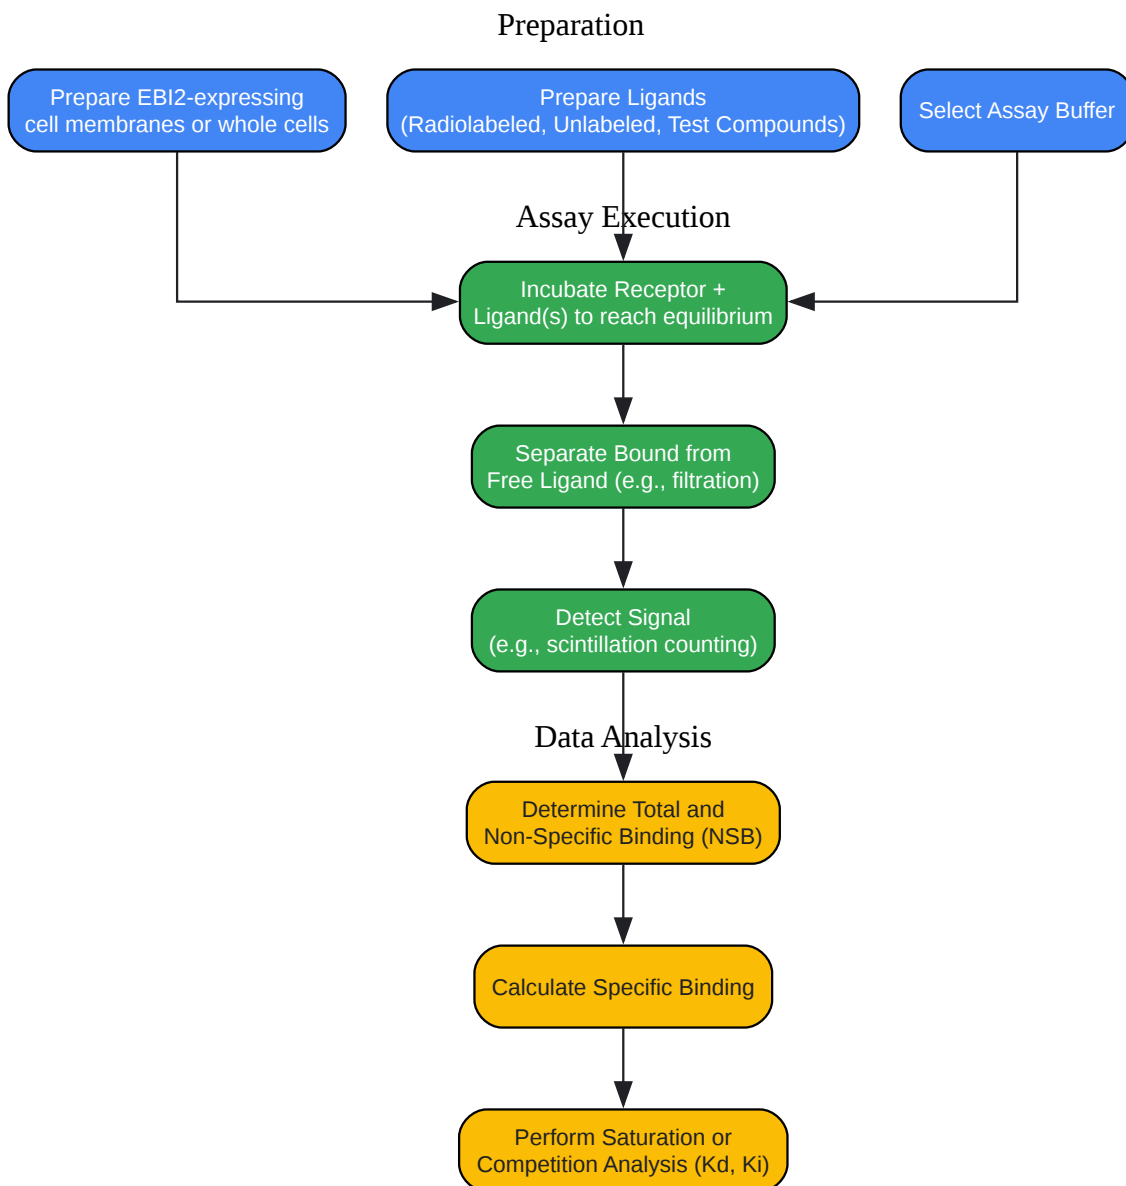 Preparation
Prepare EBI2-expressing
cell membranes or whole cells
Prepare Ligands
(Radiolabeled, Unlabeled, Test Compounds)
Select Assay Buffer
Assay Execution
Incubate Receptor +
Ligand(s) to reach equilibrium
Separate Bound from
Free Ligand (e.g., filtration)
Detect Signal
(e.g., scintillation counting)
Data Analysis
Determine Total and
Non-Specific Binding (NSB)
Calculate Specific Binding
Perform Saturation or
Competition Analysis (Kd, Ki)